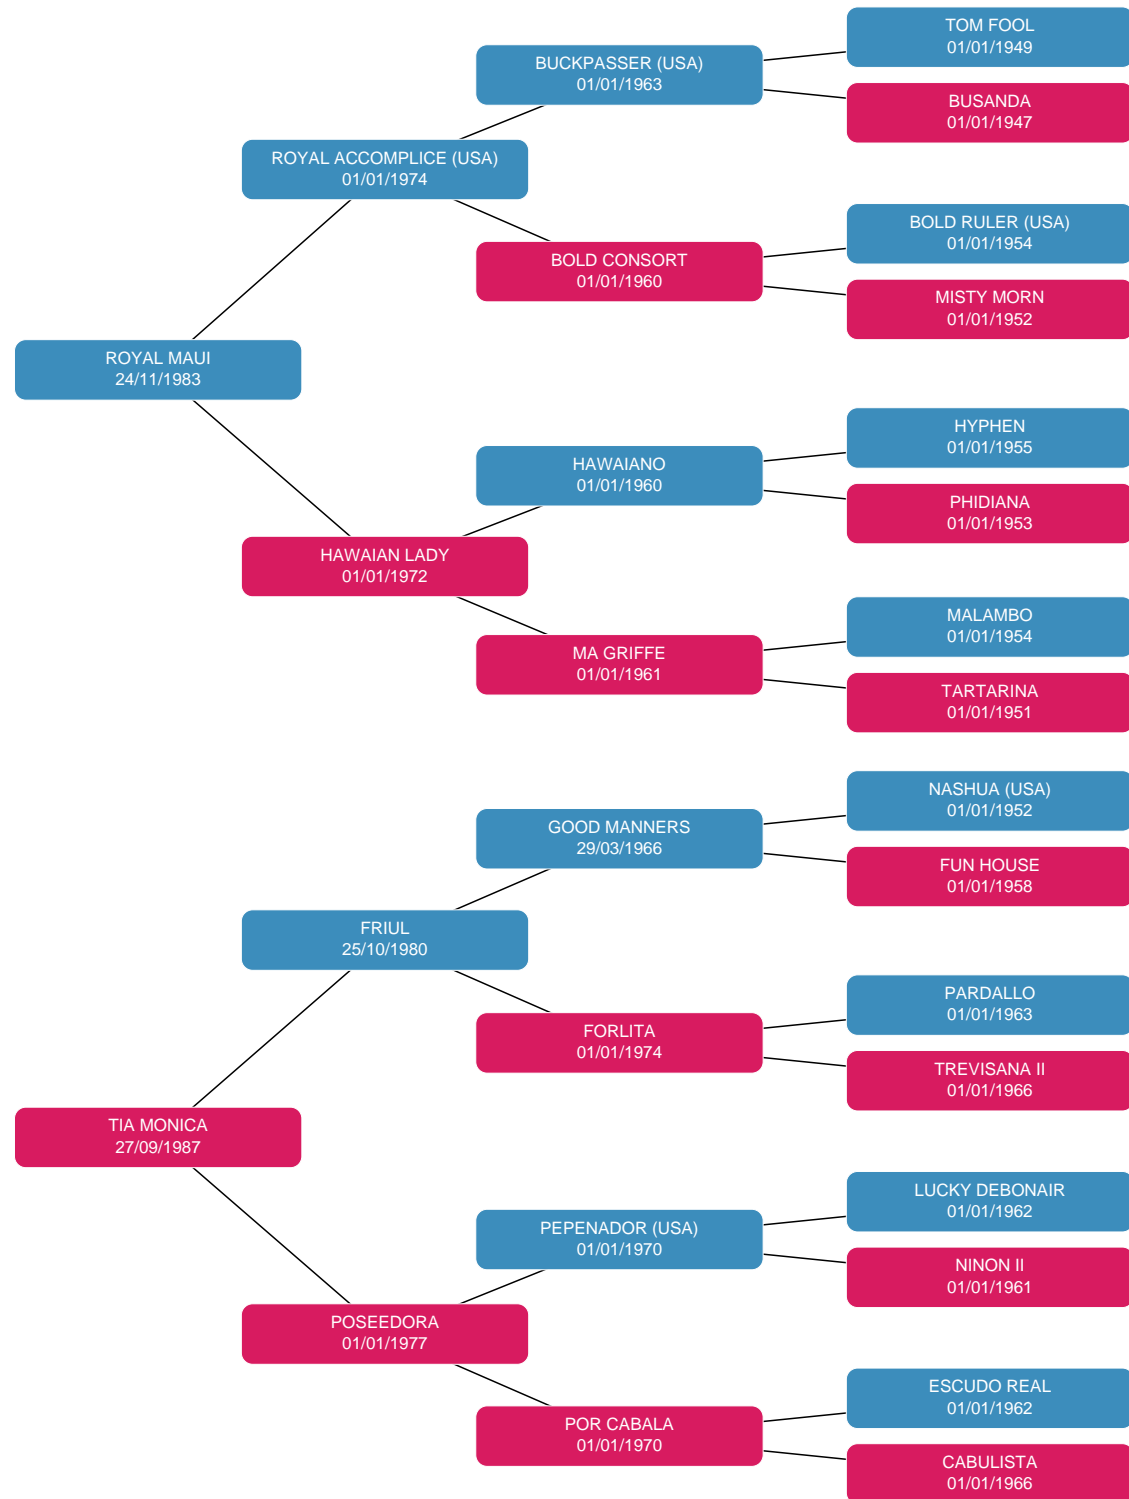 TOM FOOL
01/01/1949
BUCKPASSER (USA)
01/01/1963
BUSANDA
01/01/1947
ROYAL ACCOMPLICE (USA)
01/01/1974
BOLD RULER (USA)
01/01/1954
BOLD CONSORT
01/01/1960
MISTY MORN
01/01/1952
ROYAL MAUI
24/11/1983
HYPHEN
01/01/1955
HAWAIANO
01/01/1960
PHIDIANA
01/01/1953
HAWAIAN LADY
01/01/1972
MALAMBO
01/01/1954
MA GRIFFE
01/01/1961
TARTARINA
01/01/1951
NASHUA (USA)
01/01/1952
GOOD MANNERS
29/03/1966
FUN HOUSE
01/01/1958
FRIUL
25/10/1980
PARDALLO
01/01/1963
FORLITA
01/01/1974
TREVISANA II
01/01/1966
TIA MONICA
27/09/1987
LUCKY DEBONAIR
01/01/1962
PEPENADOR (USA)
01/01/1970
NINON II
01/01/1961
POSEEDORA
01/01/1977
ESCUDO REAL
01/01/1962
POR CABALA
01/01/1970
CABULISTA
01/01/1966